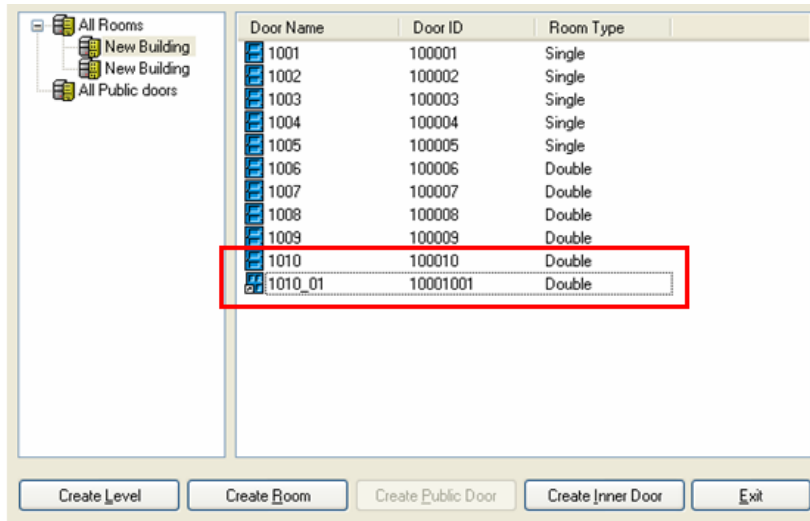 All Rooms
New Building
New Building
All Public doors
Door Name Door ID Room Type
1001 100001 Single
1002 100002 Single
1003 100003 Single
1004 100004 Single
1005 100005 Single
1006 100006 Double
1007 100007 Double
1008 100008 Double
1009 100009 Double
1010 100010 Double
1010_01 10001001 Double
Create Level Create Room Create Public Door Create Inner Door Exit